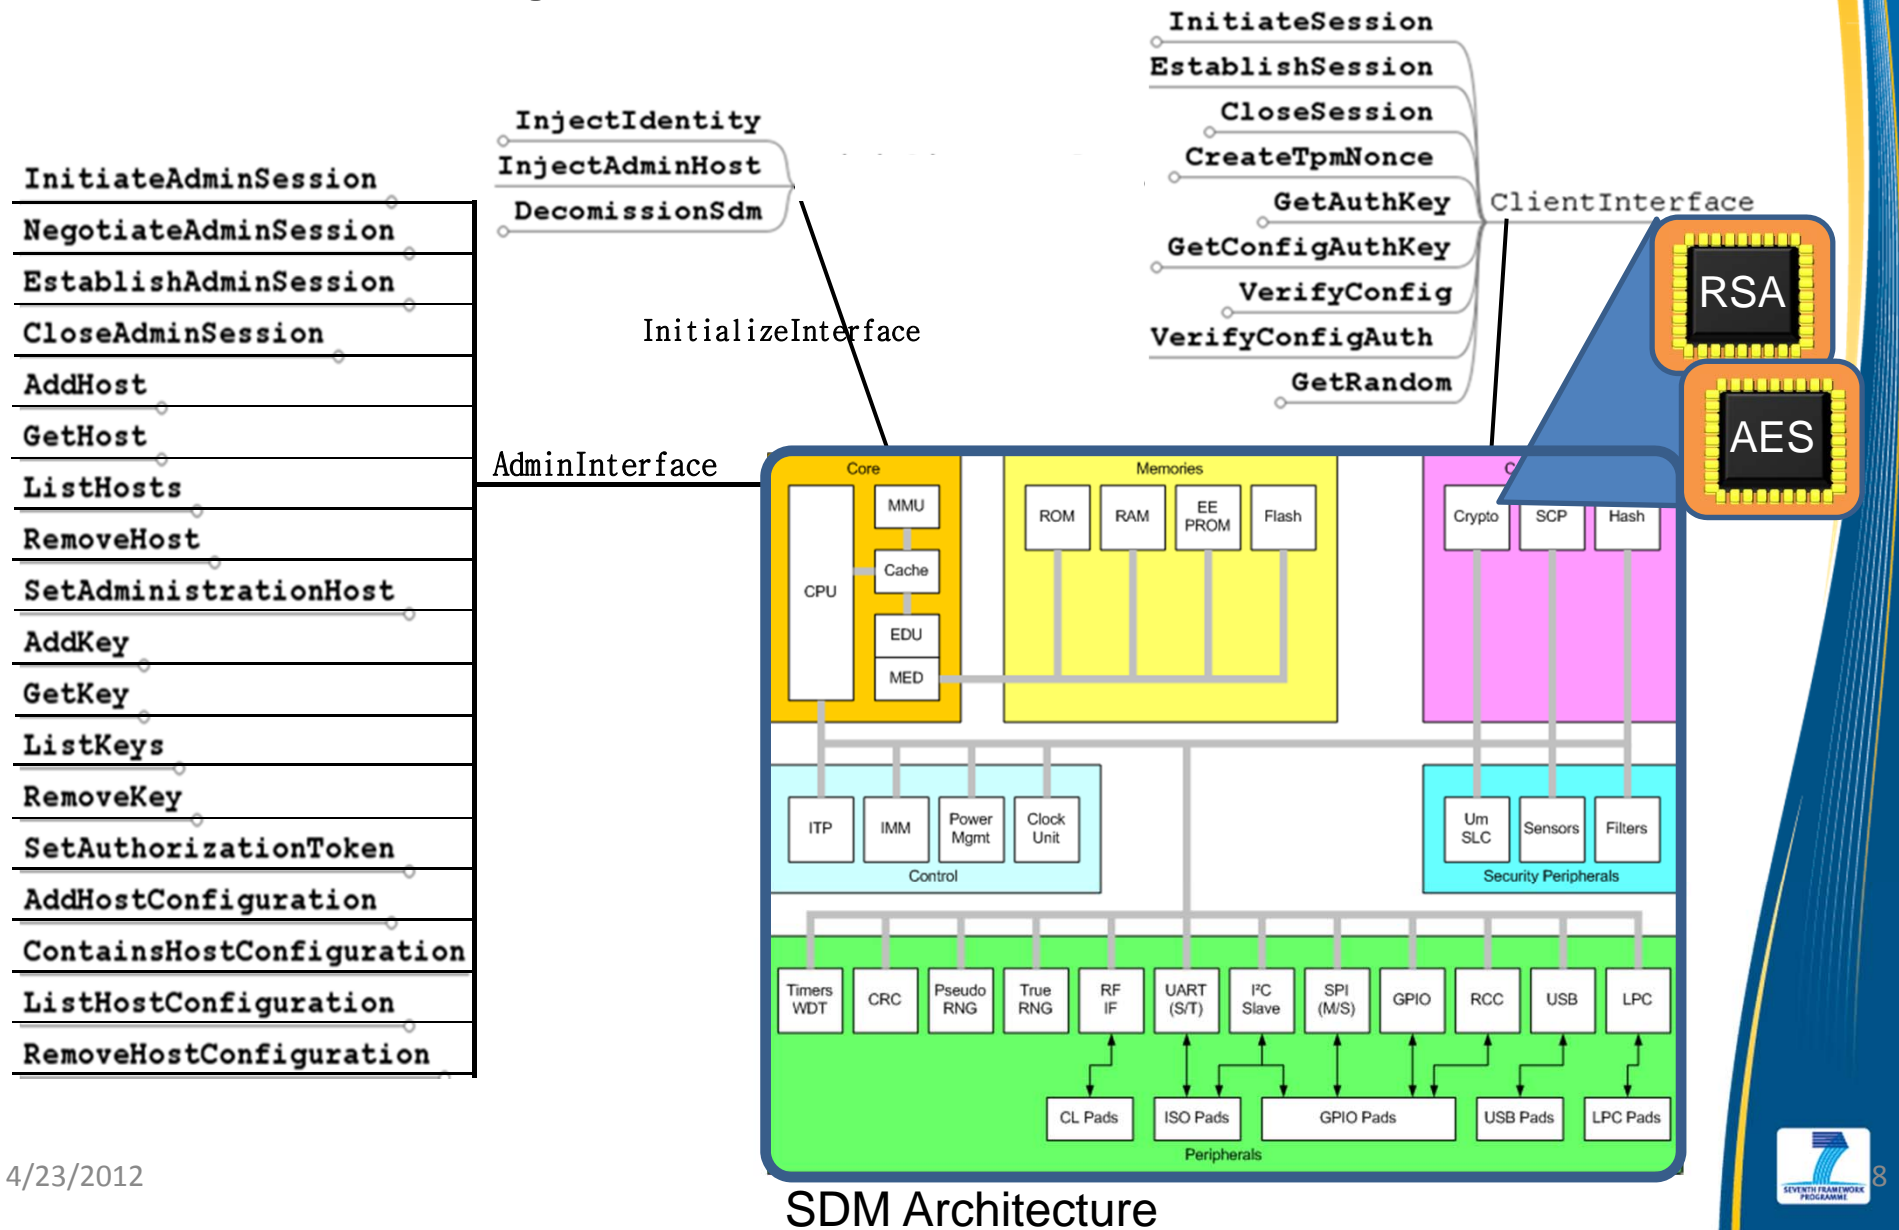 InitiateSession
EstablishSession
CloseSession
CreateTpmNonce
GetAuthKey
GetConfigAuthKey
VerifyConfig
VerifyConfigAuth
GetRandom
ClientInterface
InjectIdentity
InjectAdminHost
DecomissionSdm
InitializeInterface
InitiateAdminSession
NegotiateAdminSession
EstablishAdminSession
CloseAdminSession
AddHost
GetHost
ListHosts
RemoveHost
SetAdministrationHost
AddKey
GetKey
ListKeys
RemoveKey
SetAuthorizationToken
AddHostConfiguration
ContainsHostConfiguration
ListHostConfiguration
RemoveHostConfiguration
AdminInterface
RSA
AES
Core
CPU
MMU
Cache
EDU
MED
Memories
ROM
RAM
EE
PROM
Flash
Crypto
SCP
Hash
ITP
IMM
Power
Mgmt
Clock
Unit
Control
Um
SLC
Sensors
Filters
Security Peripherals
Timers
WDT
CRC
Pseudo
RNG
True
RNG
RF
IF
UART
(S/T)
I²C
Slave
SPI
(M/S)
GPIO
RCC
USB
LPC
CL Pads
ISO Pads
GPIO Pads
USB Pads
LPC Pads
Peripherals
SDM Architecture
4/23/2012
SEVENTH FRAMEWORK
PROGRAMME
8